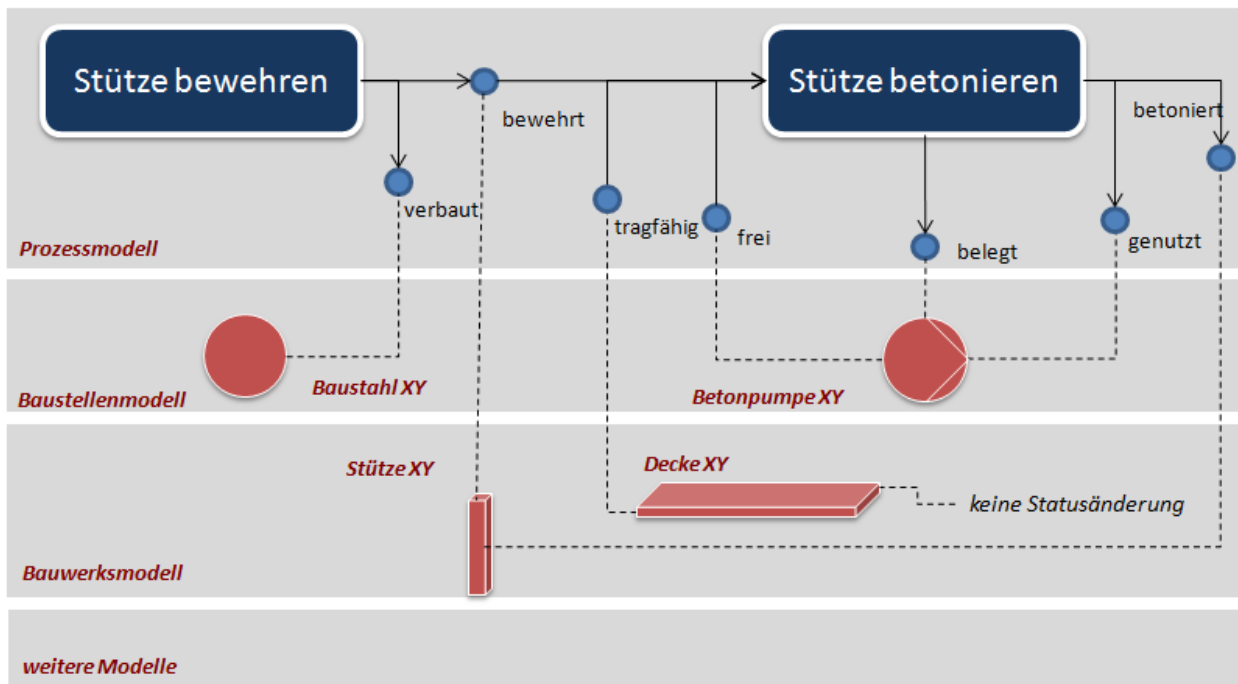 Stütze bewehren
Stütze betonieren
bewehrt
betoniert
verbaut
tragfähig
frei
belegt
genutzt
Prozessmodell
Baustahl XY
Betonpumpe XY
Baustellenmodell
Stütze XY
Decke XY
keine Statusänderung
Bauwerksmodell
weitere Modelle